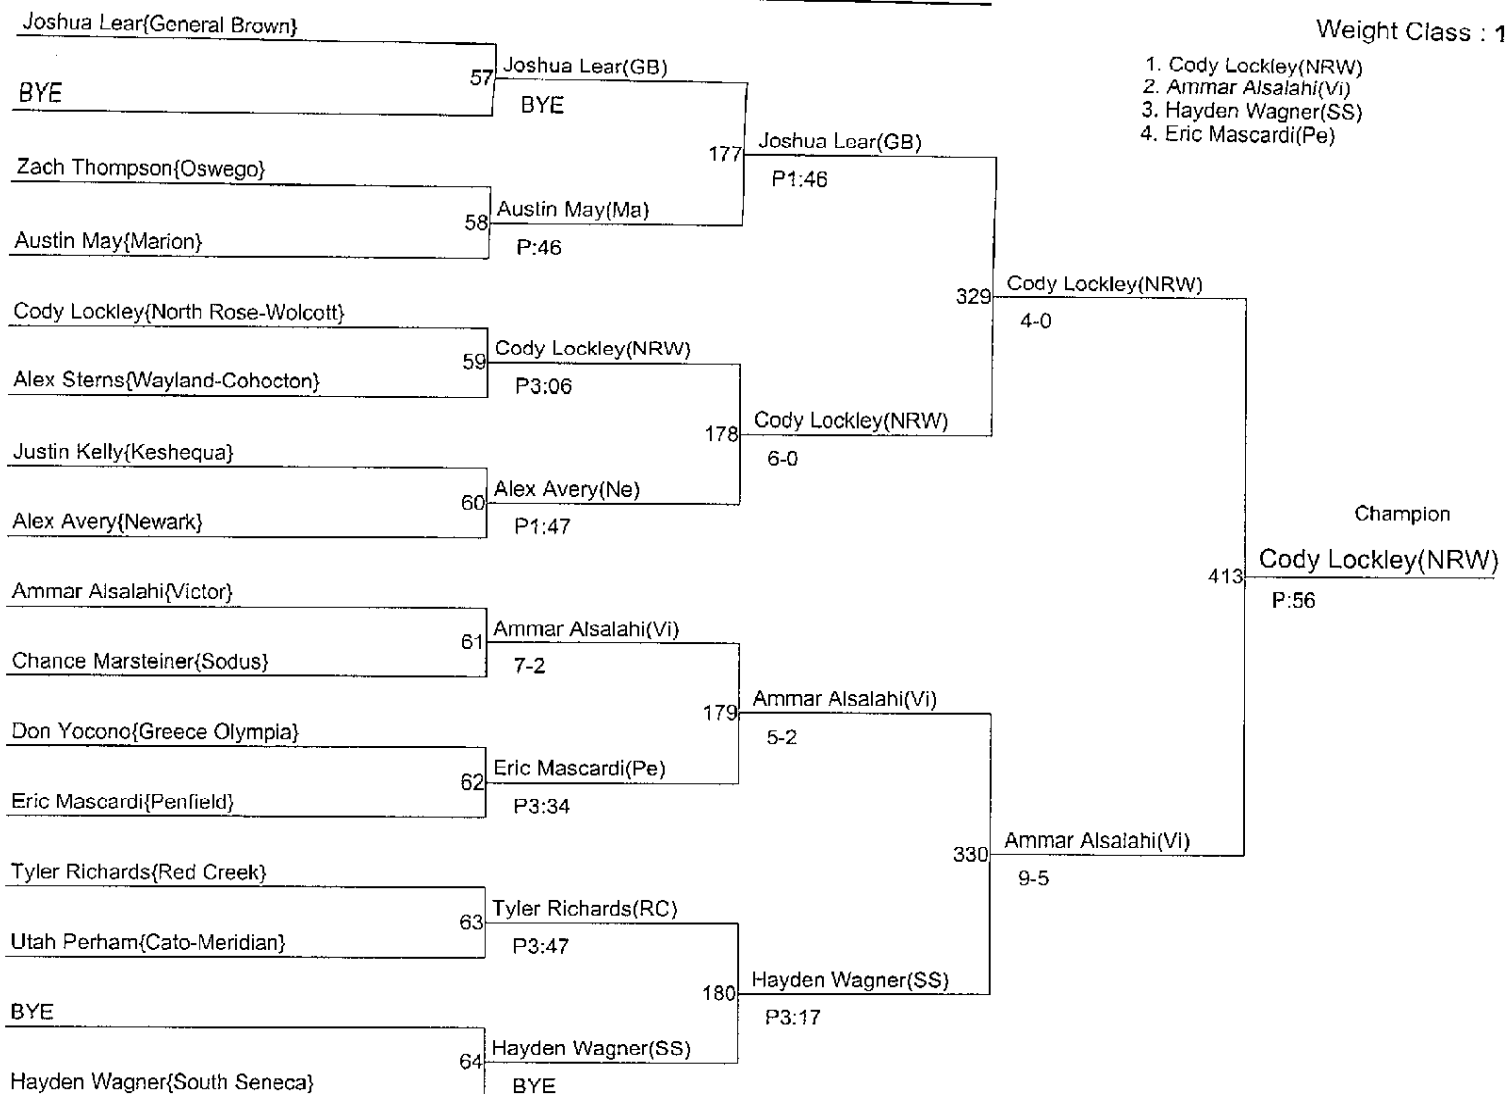 Weight Class : 1
1. Cody Lockley(NRW)
2. Ammar Alsalahi(Vi)
3. Hayden Wagner(SS)
4. Eric Mascardi(Pe)
Joshua Lear{General Brown}
BYE
57
Joshua Lear(GB)
BYE
Zach Thompson{Oswego}
Austin May{Marion}
58
Austin May(Ma)
P:46
177
Joshua Lear(GB)
P1:46
Cody Lockley{North Rose-Wolcott}
Alex Sterns{Wayland-Cohocton}
59
Cody Lockley(NRW)
P3:06
Justin Kelly{Keshequa}
Alex Avery{Newark}
60
Alex Avery(Ne)
P1:47
178
Cody Lockley(NRW)
6-0
329
Cody Lockley(NRW)
4-0
Ammar Alsalahi{Victor}
Chance Marsteiner{Sodus}
61
Ammar Alsalahi(Vi)
7-2
Don Yocono{Greece Olympia}
Eric Mascardi{Penfield}
62
Eric Mascardi(Pe)
P3:34
179
Ammar Alsalahi(Vi)
5-2
Tyler Richards{Red Creek}
Utah Perham{Cato-Meridian}
63
Tyler Richards(RC)
P3:47
BYE
Hayden Wagner{South Seneca}
64
Hayden Wagner(SS)
BYE
180
Hayden Wagner(SS)
P3:17
330
Ammar Alsalahi(Vi)
9-5
Champion
413
Cody Lockley(NRW)
P:56